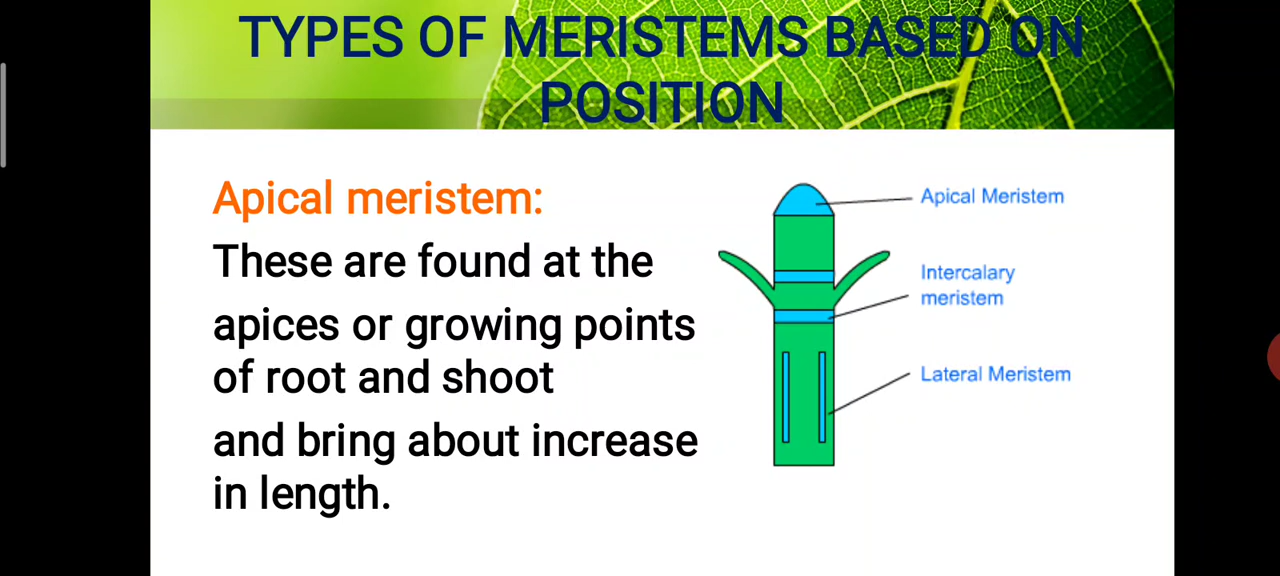 TYPES OF MERISTEMS BASED ON
POSITION
Apical meristem:
These are found at the
apices or growing points
of root and shoot
and bring about increase
in length.
Apical Meristem
Intercalary
meristem
Lateral Meristem